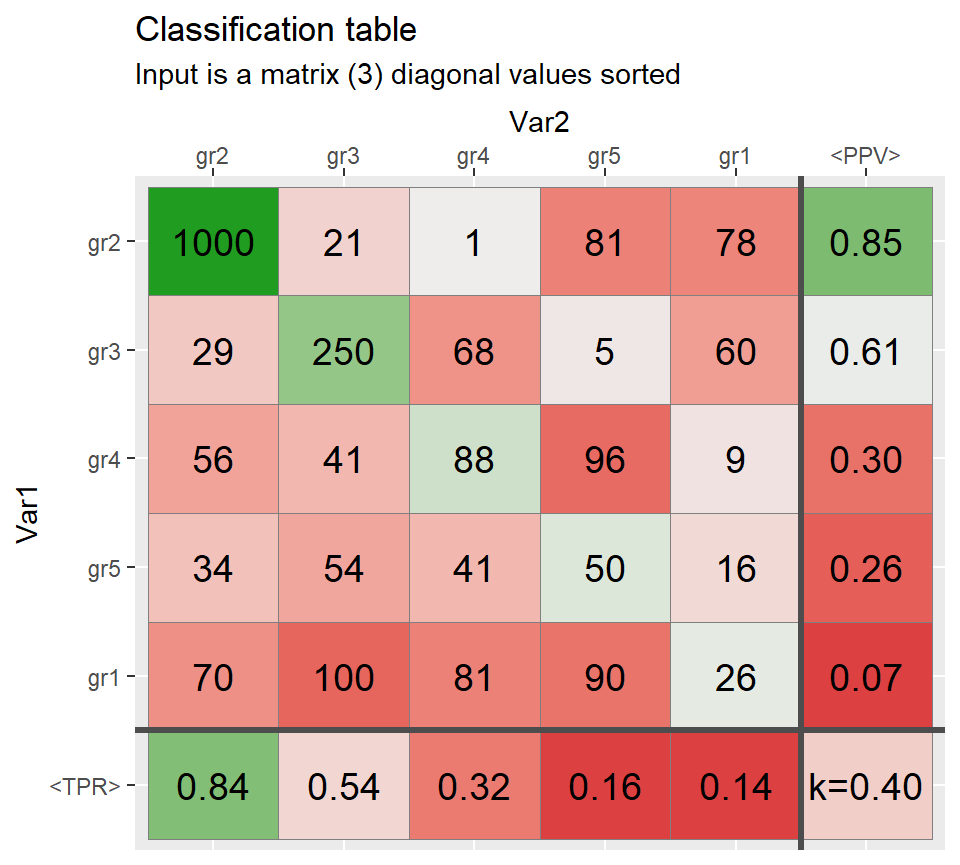 Classification table
Input is a matrix (3) diagonal values sorted
Var2
gr2 gr3 gr4 gr5 gr1 <PPV>
gr2 1000 21 1 81 78 0.85
gr3 29 250 68 5 60 0.61
gr4 56 41 88 96 9 0.30
Var1
gr5 34 54 41 50 16 0.26
gr1 70 100 81 90 26 0.07
<TPR> 0.84 0.54 0.32 0.16 0.14 k=0.40